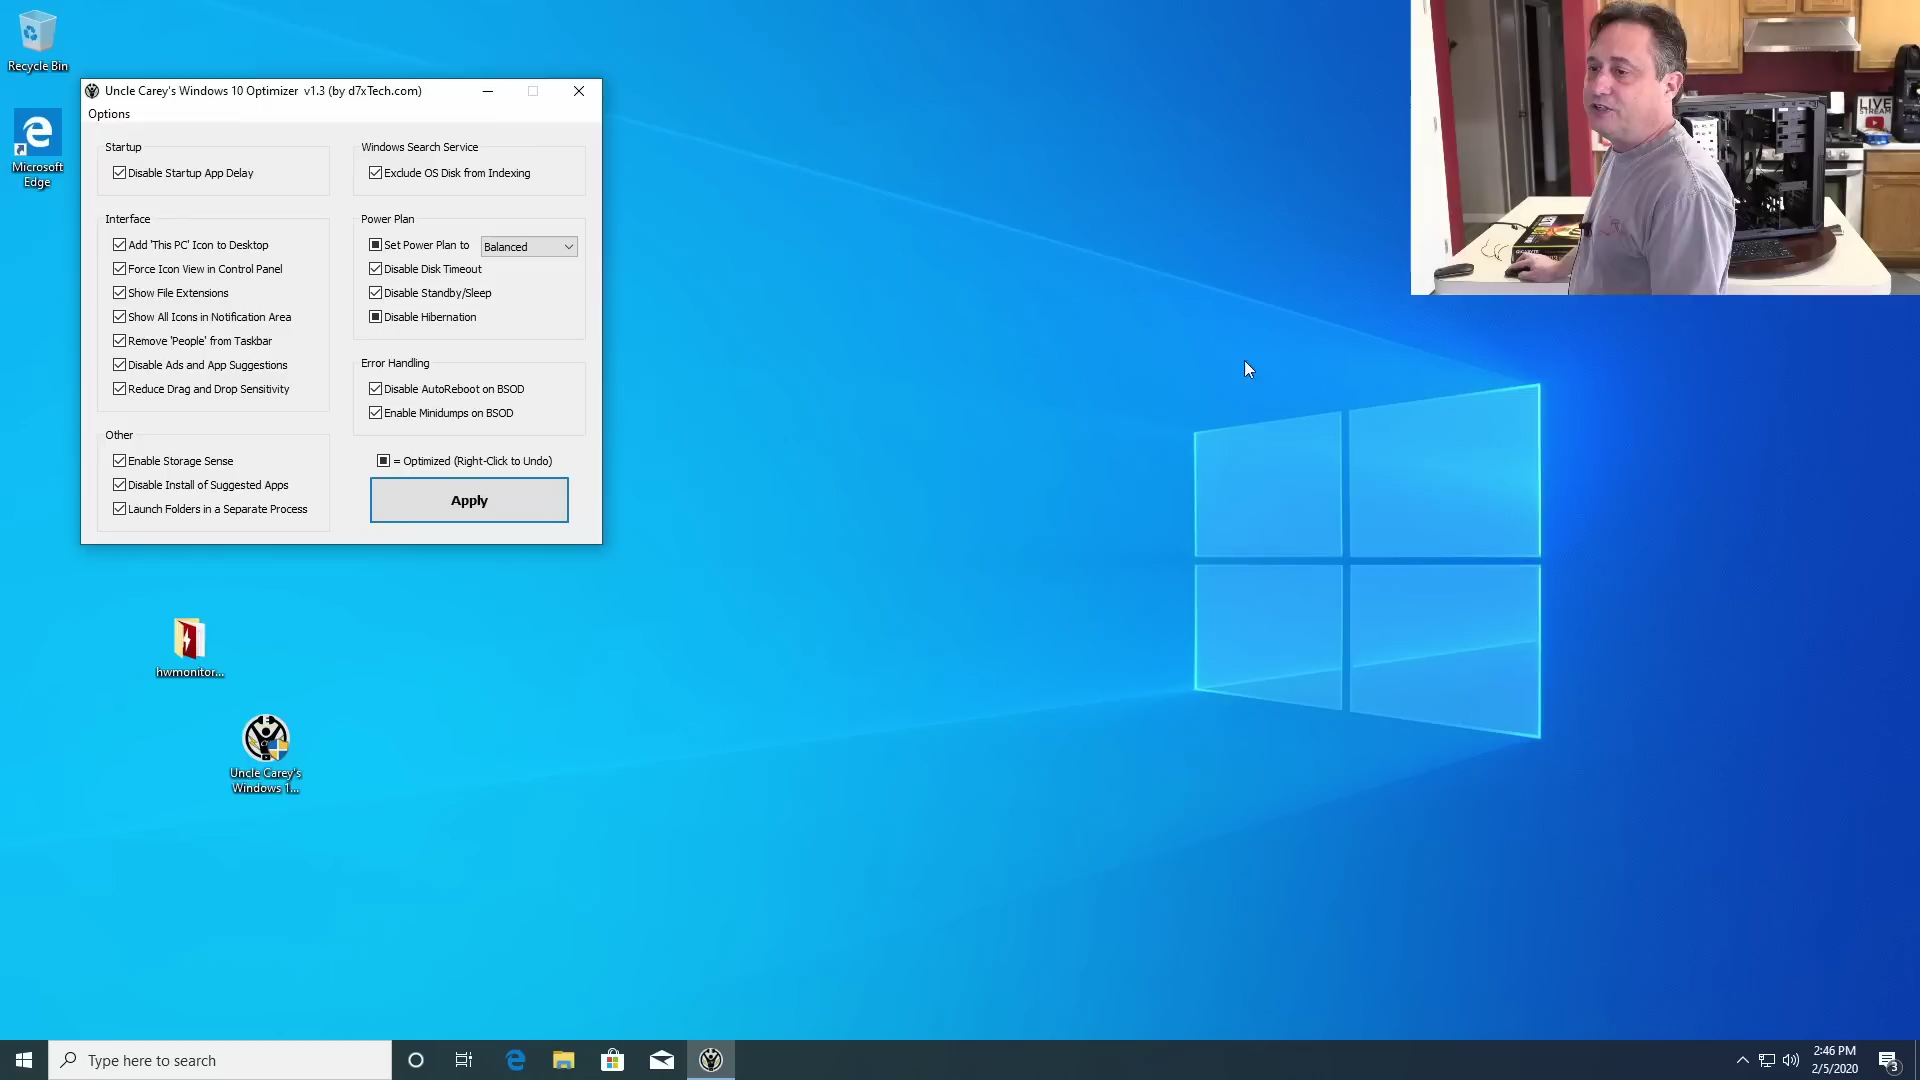 Recycle Bin
Microsoft
Edge
Uncle Carey's Windows 10 Optimizer v1.3 (by d7xTech.com)
Options
Startup
Disable Startup App Delay
Interface
Add 'This PC' Icon to Desktop
Force Icon View in Control Panel
Show File Extensions
Show All Icons in Notification Area
Remove 'People' from Taskbar
Disable Ads and App Suggestions
Reduce Drag and Drop Sensitivity
Other
Enable Storage Sense
Disable Install of Suggested Apps
Launch Folders in a Separate Process
Windows Search Service
Exclude OS Disk from Indexing
Power Plan
Set Power Plan to Balanced
Disable Disk Timeout
Disable Standby/Sleep
Disable Hibernation
Error Handling
Disable AutoReboot on BSOD
Enable Minidumps on BSOD
= Optimized (Right-Click to Undo)
Apply
LIVE
STREAM
hwmonitor...
Uncle Carey's
Windows 1...
Type here to search
2:46 PM
2/5/2020
3